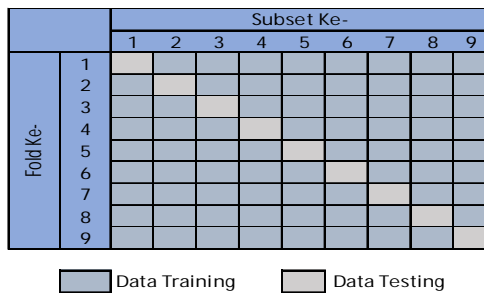 Subset Ke-
1 2 3 4 5 6 7 8 9
Fold Ke-
1
2
3
4
5
6
7
8
9
Data Training Data Testing